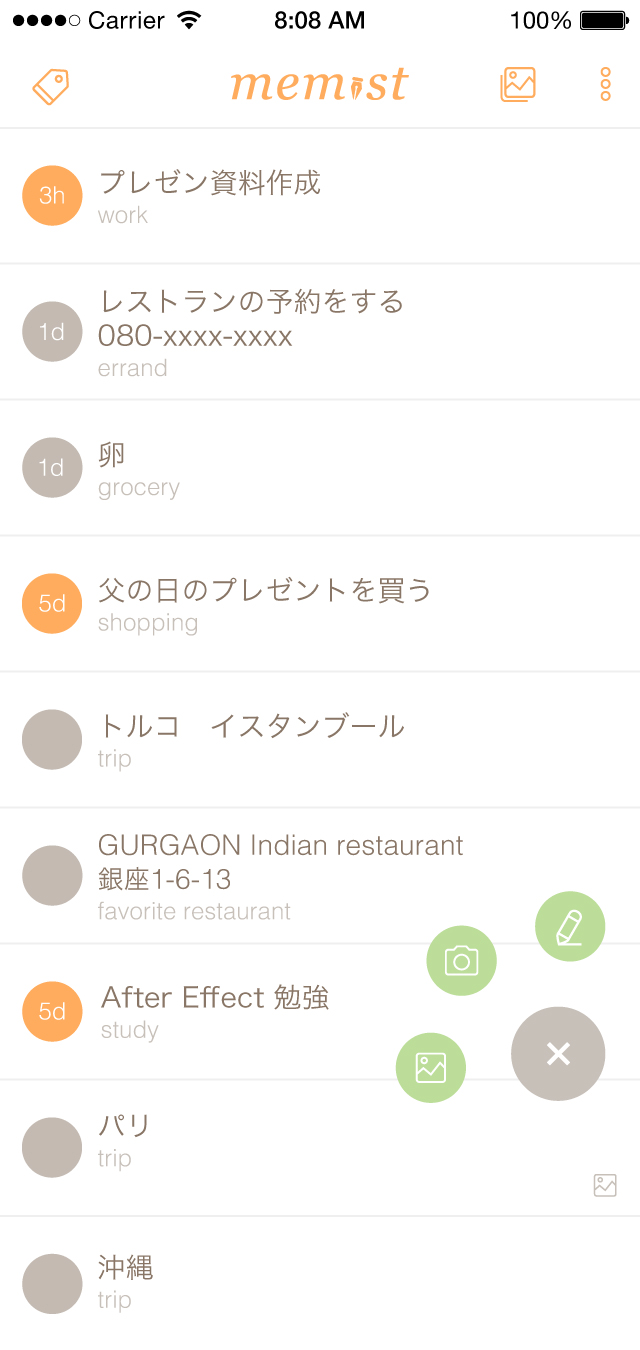 Carrier 8:08 AM 100%
memist
3h
プレゼン資料作成
work
1d
レストランの予約をする
080-xxxx-xxxx
errand
1d
卵
grocery
5d
父の日のプレゼントを買う
shopping
トルコ　イスタンブール
trip
GURGAON Indian restaurant
銀座1-6-13
favorite restaurant
5d
After Effect 勉強
study
パリ
trip
沖縄
trip